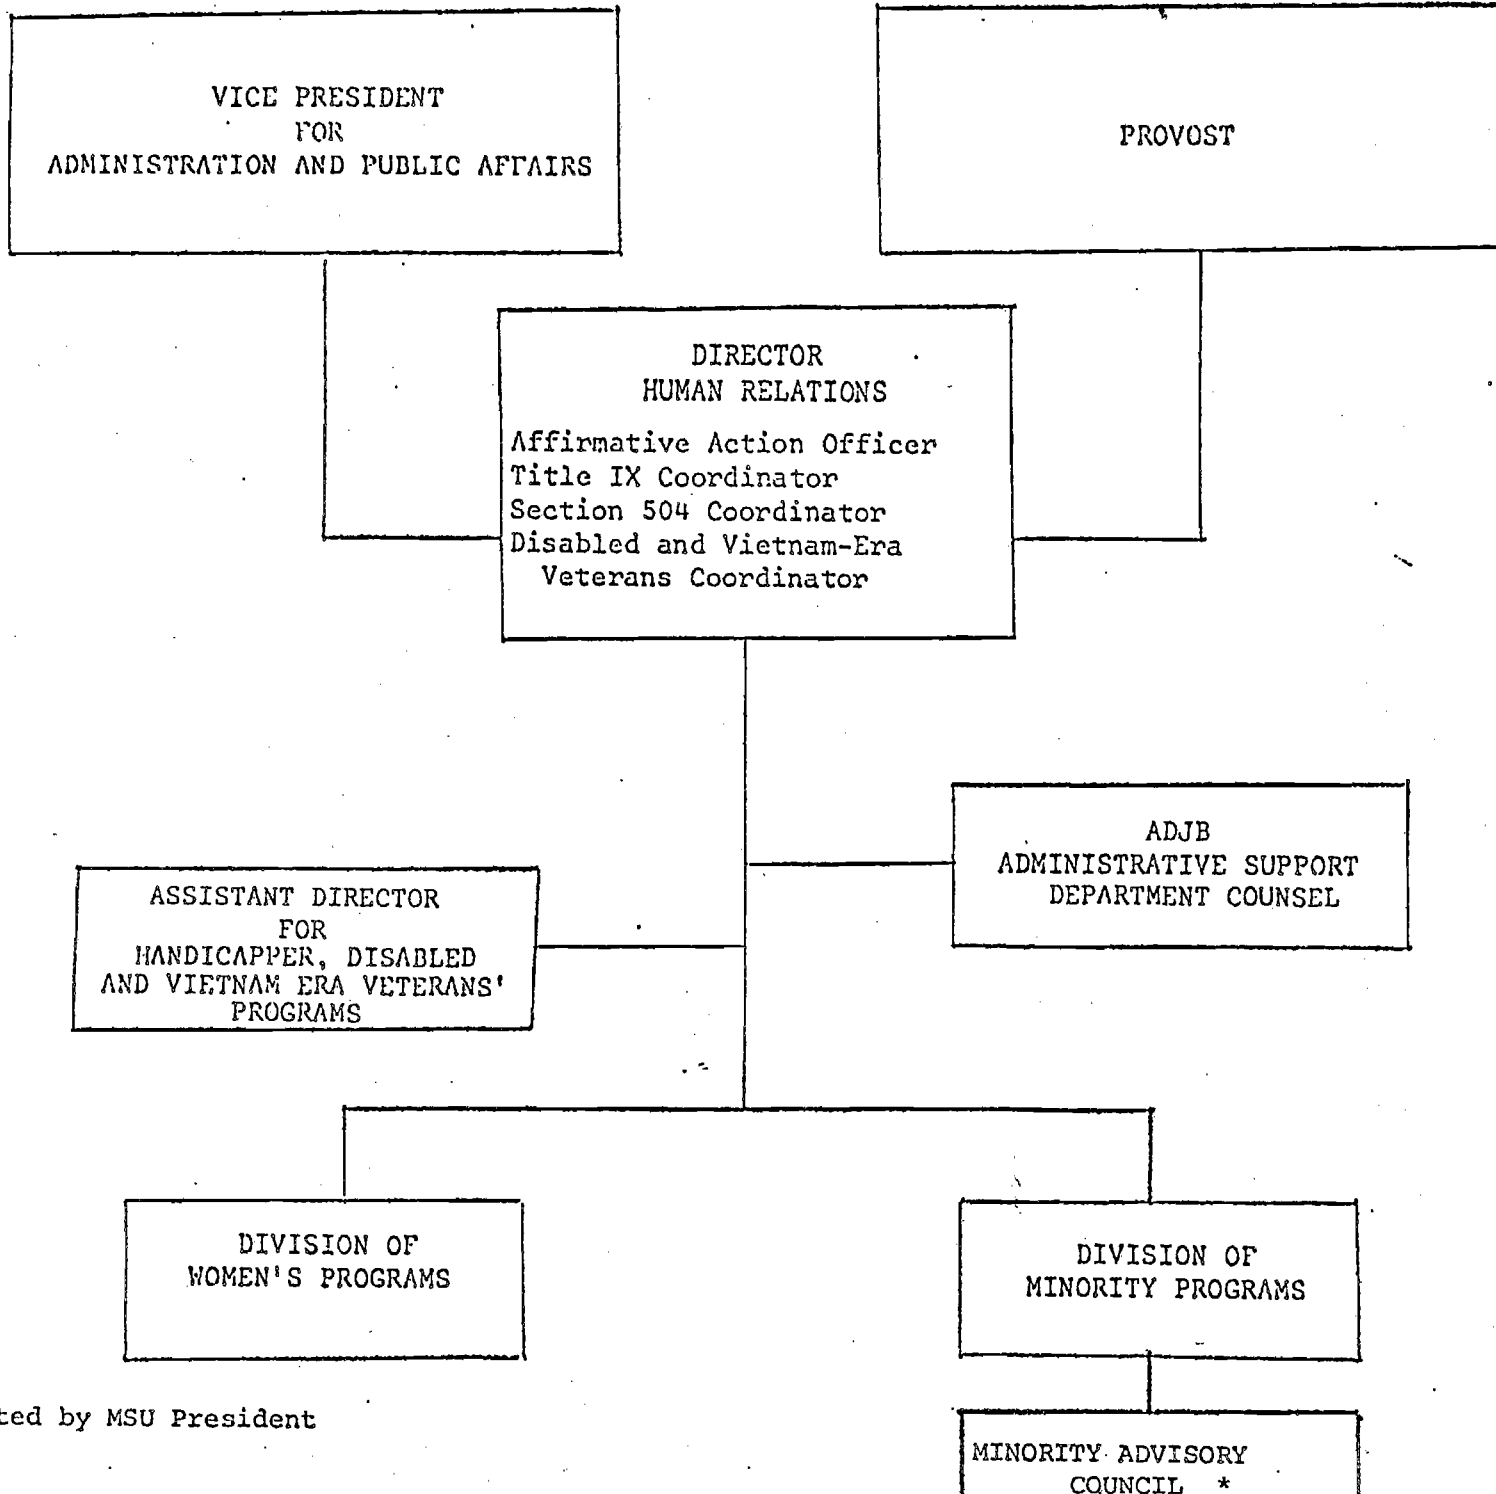 VICE PRESIDENT
FOR
ADMINISTRATION AND PUBLIC AFFAIRS
PROVOST
DIRECTOR
HUMAN RELATIONS
Affirmative Action Officer
Title IX Coordinator
Section 504 Coordinator
Disabled and Vietnam-Era
Veterans Coordinator
ADJB
ADMINISTRATIVE SUPPORT
DEPARTMENT COUNSEL
ASSISTANT DIRECTOR
FOR
HANDICAPPER, DISABLED
AND VIETNAM ERA VETERANS'
PROGRAMS
DIVISION OF
WOMEN'S PROGRAMS
DIVISION OF
MINORITY PROGRAMS
by MSU President
MINORITY ADVISORY
COUNCIL *